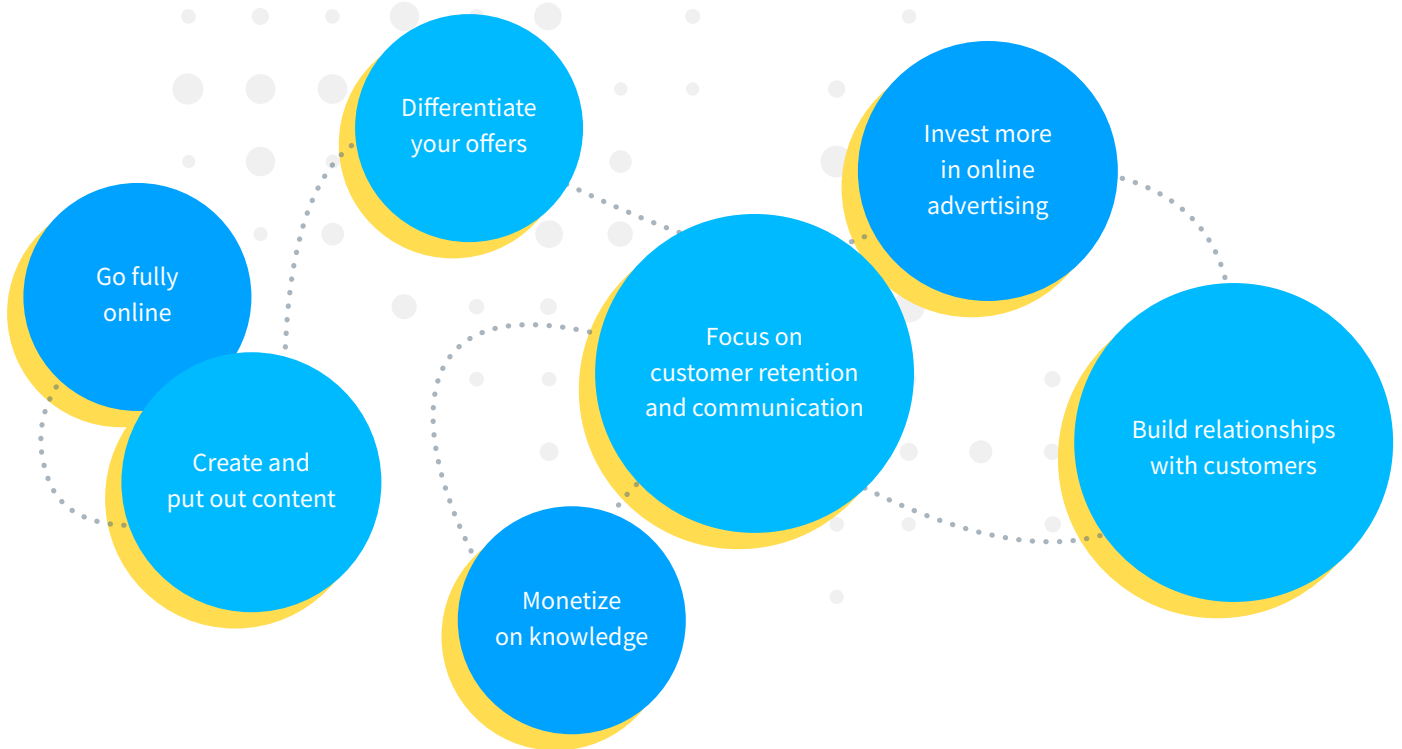 Differentiate
your offers
Invest more
in online
advertising
Go fully
online
Focus on
customer retention
and communication
Create and
put out content
Build relationships
with customers
Monetize
on knowledge